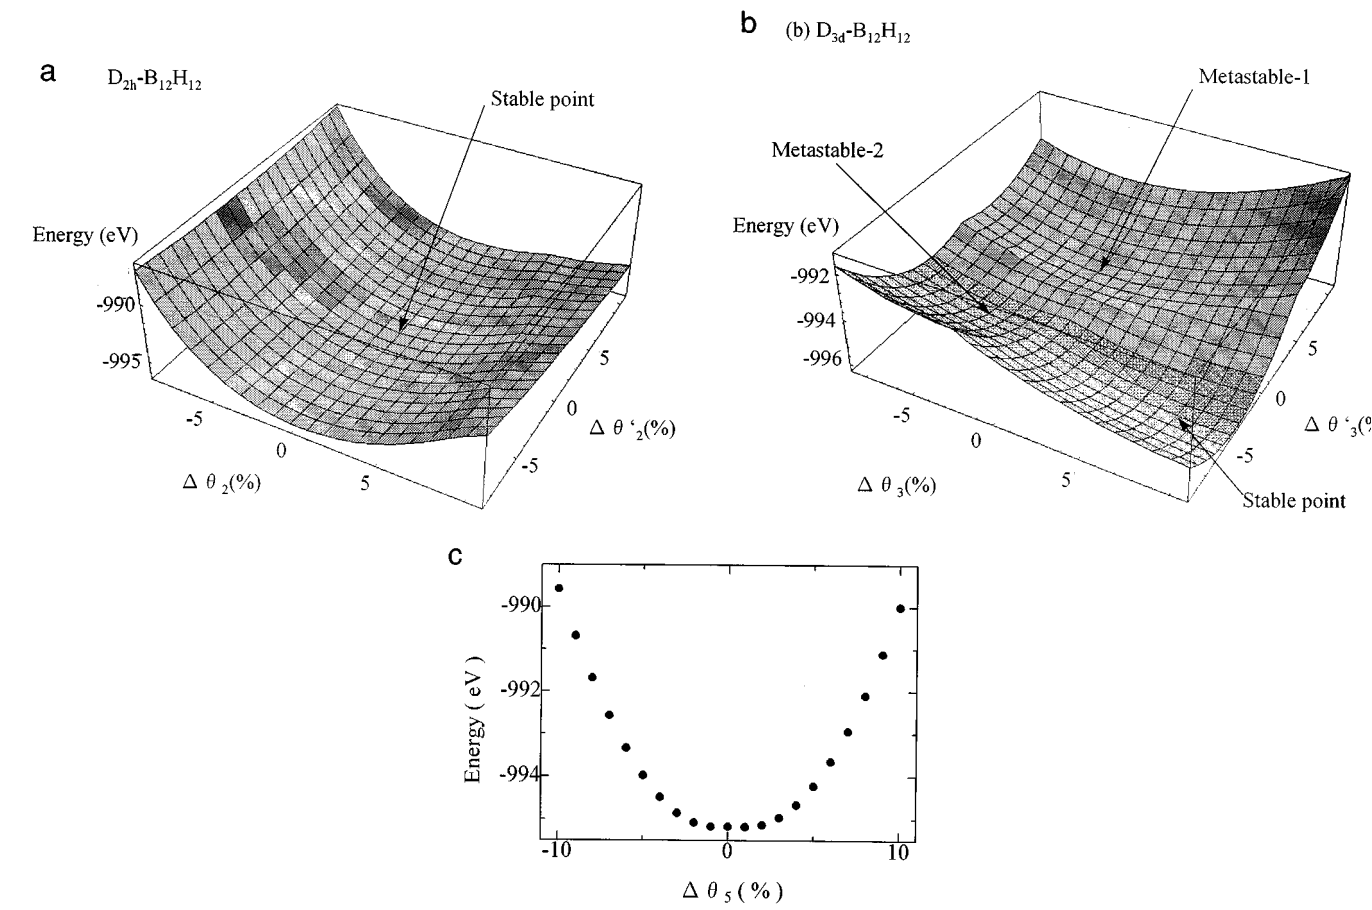 a
D2h-B12H12
Stable point
Energy (eV)
-990
-995
-5
0
5
Δ θ 2(%)
5
0
-5
Δ θ ‘2(%)
b
(b) D3d-B12H12
Metastable-1
Metastable-2
Energy (eV)
-992
-994
-996
-5
0
5
Δ θ 3(%)
5
0
-5
Δ θ ‘3(%
Stable point
c
-990
-992
-994
Energy ( eV )
-10
0
10
Δ θ 5 ( % )